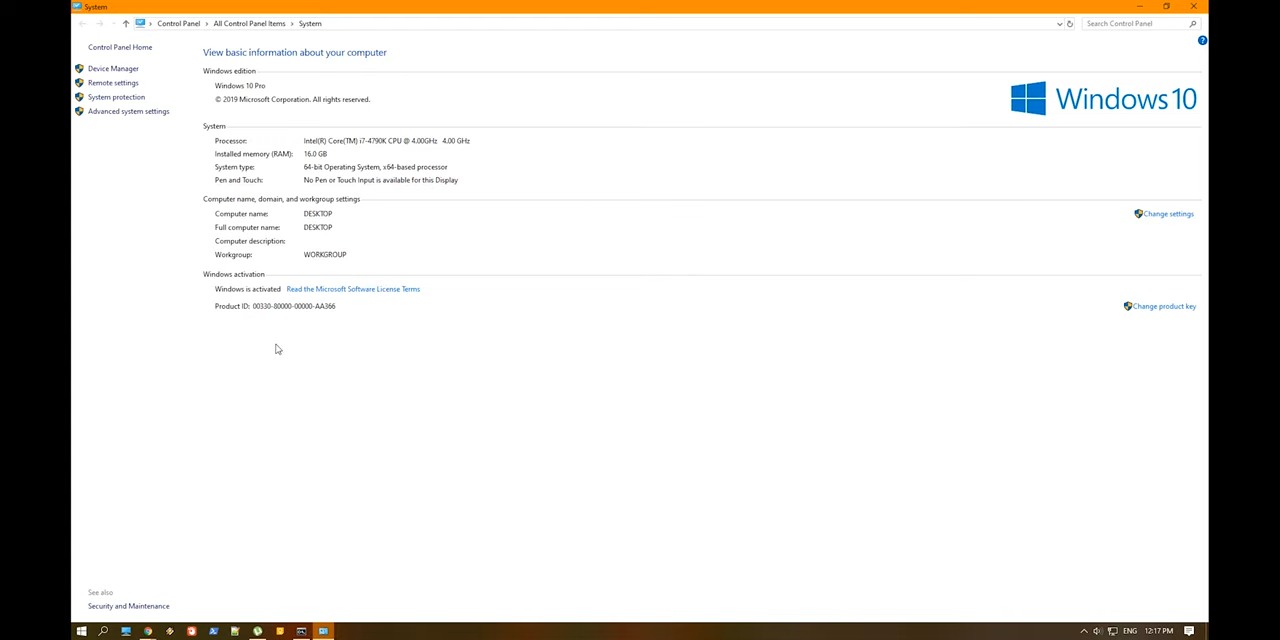 System
Control Panel > All Control Panel Items > System
Search Control Panel
Control Panel Home
Device Manager
Remote settings
System protection
Advanced system settings
View basic information about your computer
Windows edition
Windows 10 Pro
© 2019 Microsoft Corporation. All rights reserved.
Windows 10
System
Processor: Intel(R) Core(TM) i7-4790K CPU @ 4.00GHz 4.00 GHz
Installed memory (RAM): 16.0 GB
System type: 64-bit Operating System, x64-based processor
Pen and Touch: No Pen or Touch Input is available for this Display
Computer name, domain, and workgroup settings
Computer name: DESKTOP
Change settings
Full computer name: DESKTOP
Computer description:
Workgroup: WORKGROUP
Windows activation
Windows is activated Read the Microsoft Software License Terms
Product ID: 00330-80000-00000-AA366
Change product key
See also
Security and Maintenance
ENG 12:17 PM